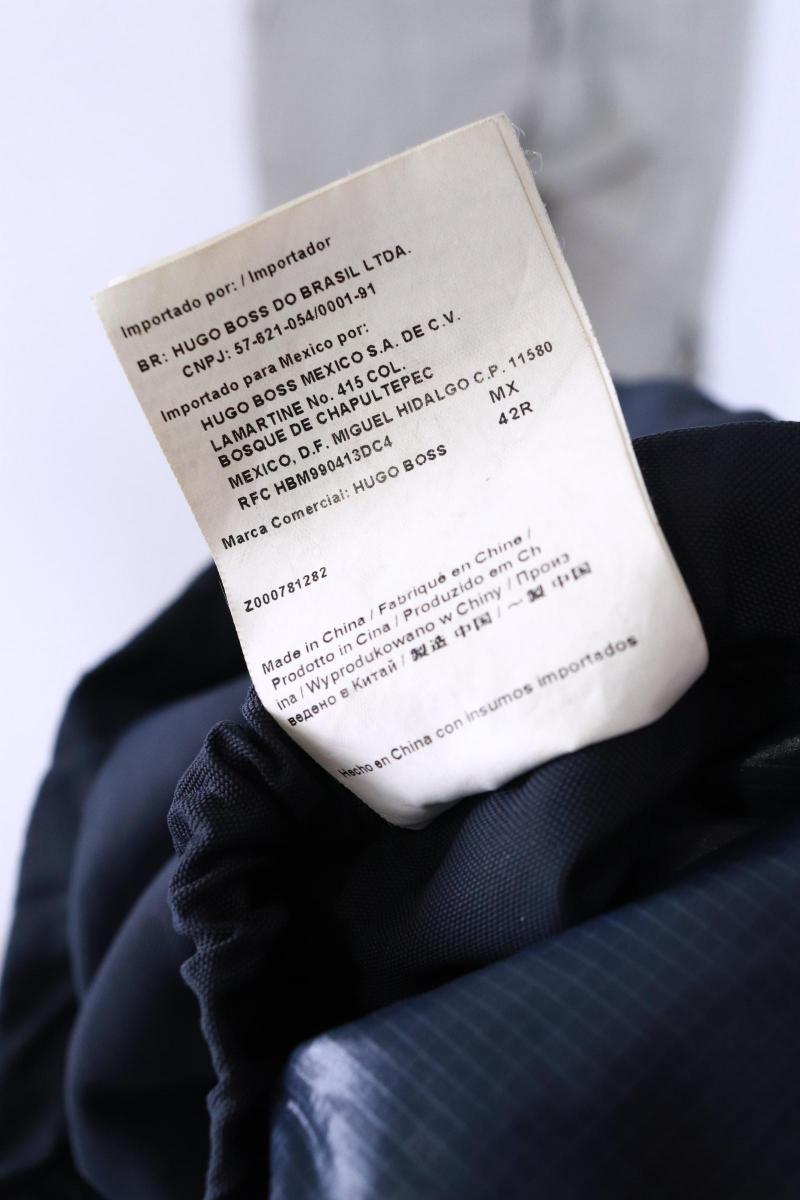 Importado por: / Importador
BR: HUGO BOSS DO BRASIL LTDA.
CNPJ: 57-621-054/0001-91
Importado para Mexico por:
HUGO BOSS MEXICO S.A. DE C.V.
LAMARTINE No. 415 COL.
BOSQUE DE CHAPULTEPEC
MEXICO, D.F. MIGUEL HIDALGO C.P. 11580
RFC HBM990413DC4
MX
42R
Marca Comercial: HUGO BOSS
Z000781282
Made in China / Fabriqué en Chine /
Prodotto in Cina / Produzido em Ch
ina / Wyprodukowano w Chiny / Произ
ведено в Китай / 製造 中国 / 中国
Hecho en China con insumos importados